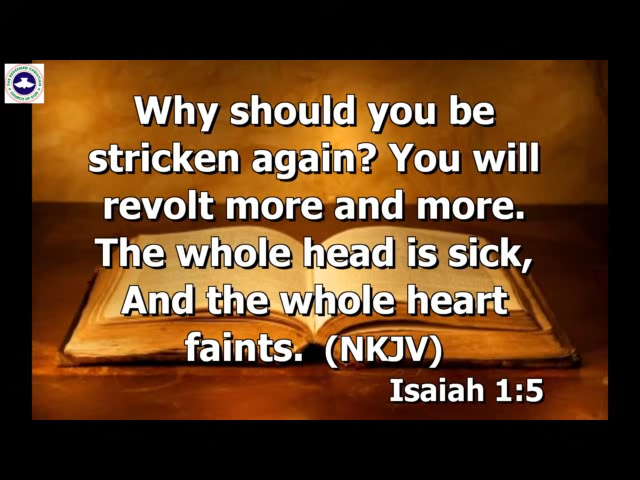 Why should you be
stricken again? You will
revolt more and more.
The whole head is sick,
And the whole heart
faints. (NKJV)
Isaiah 1:5